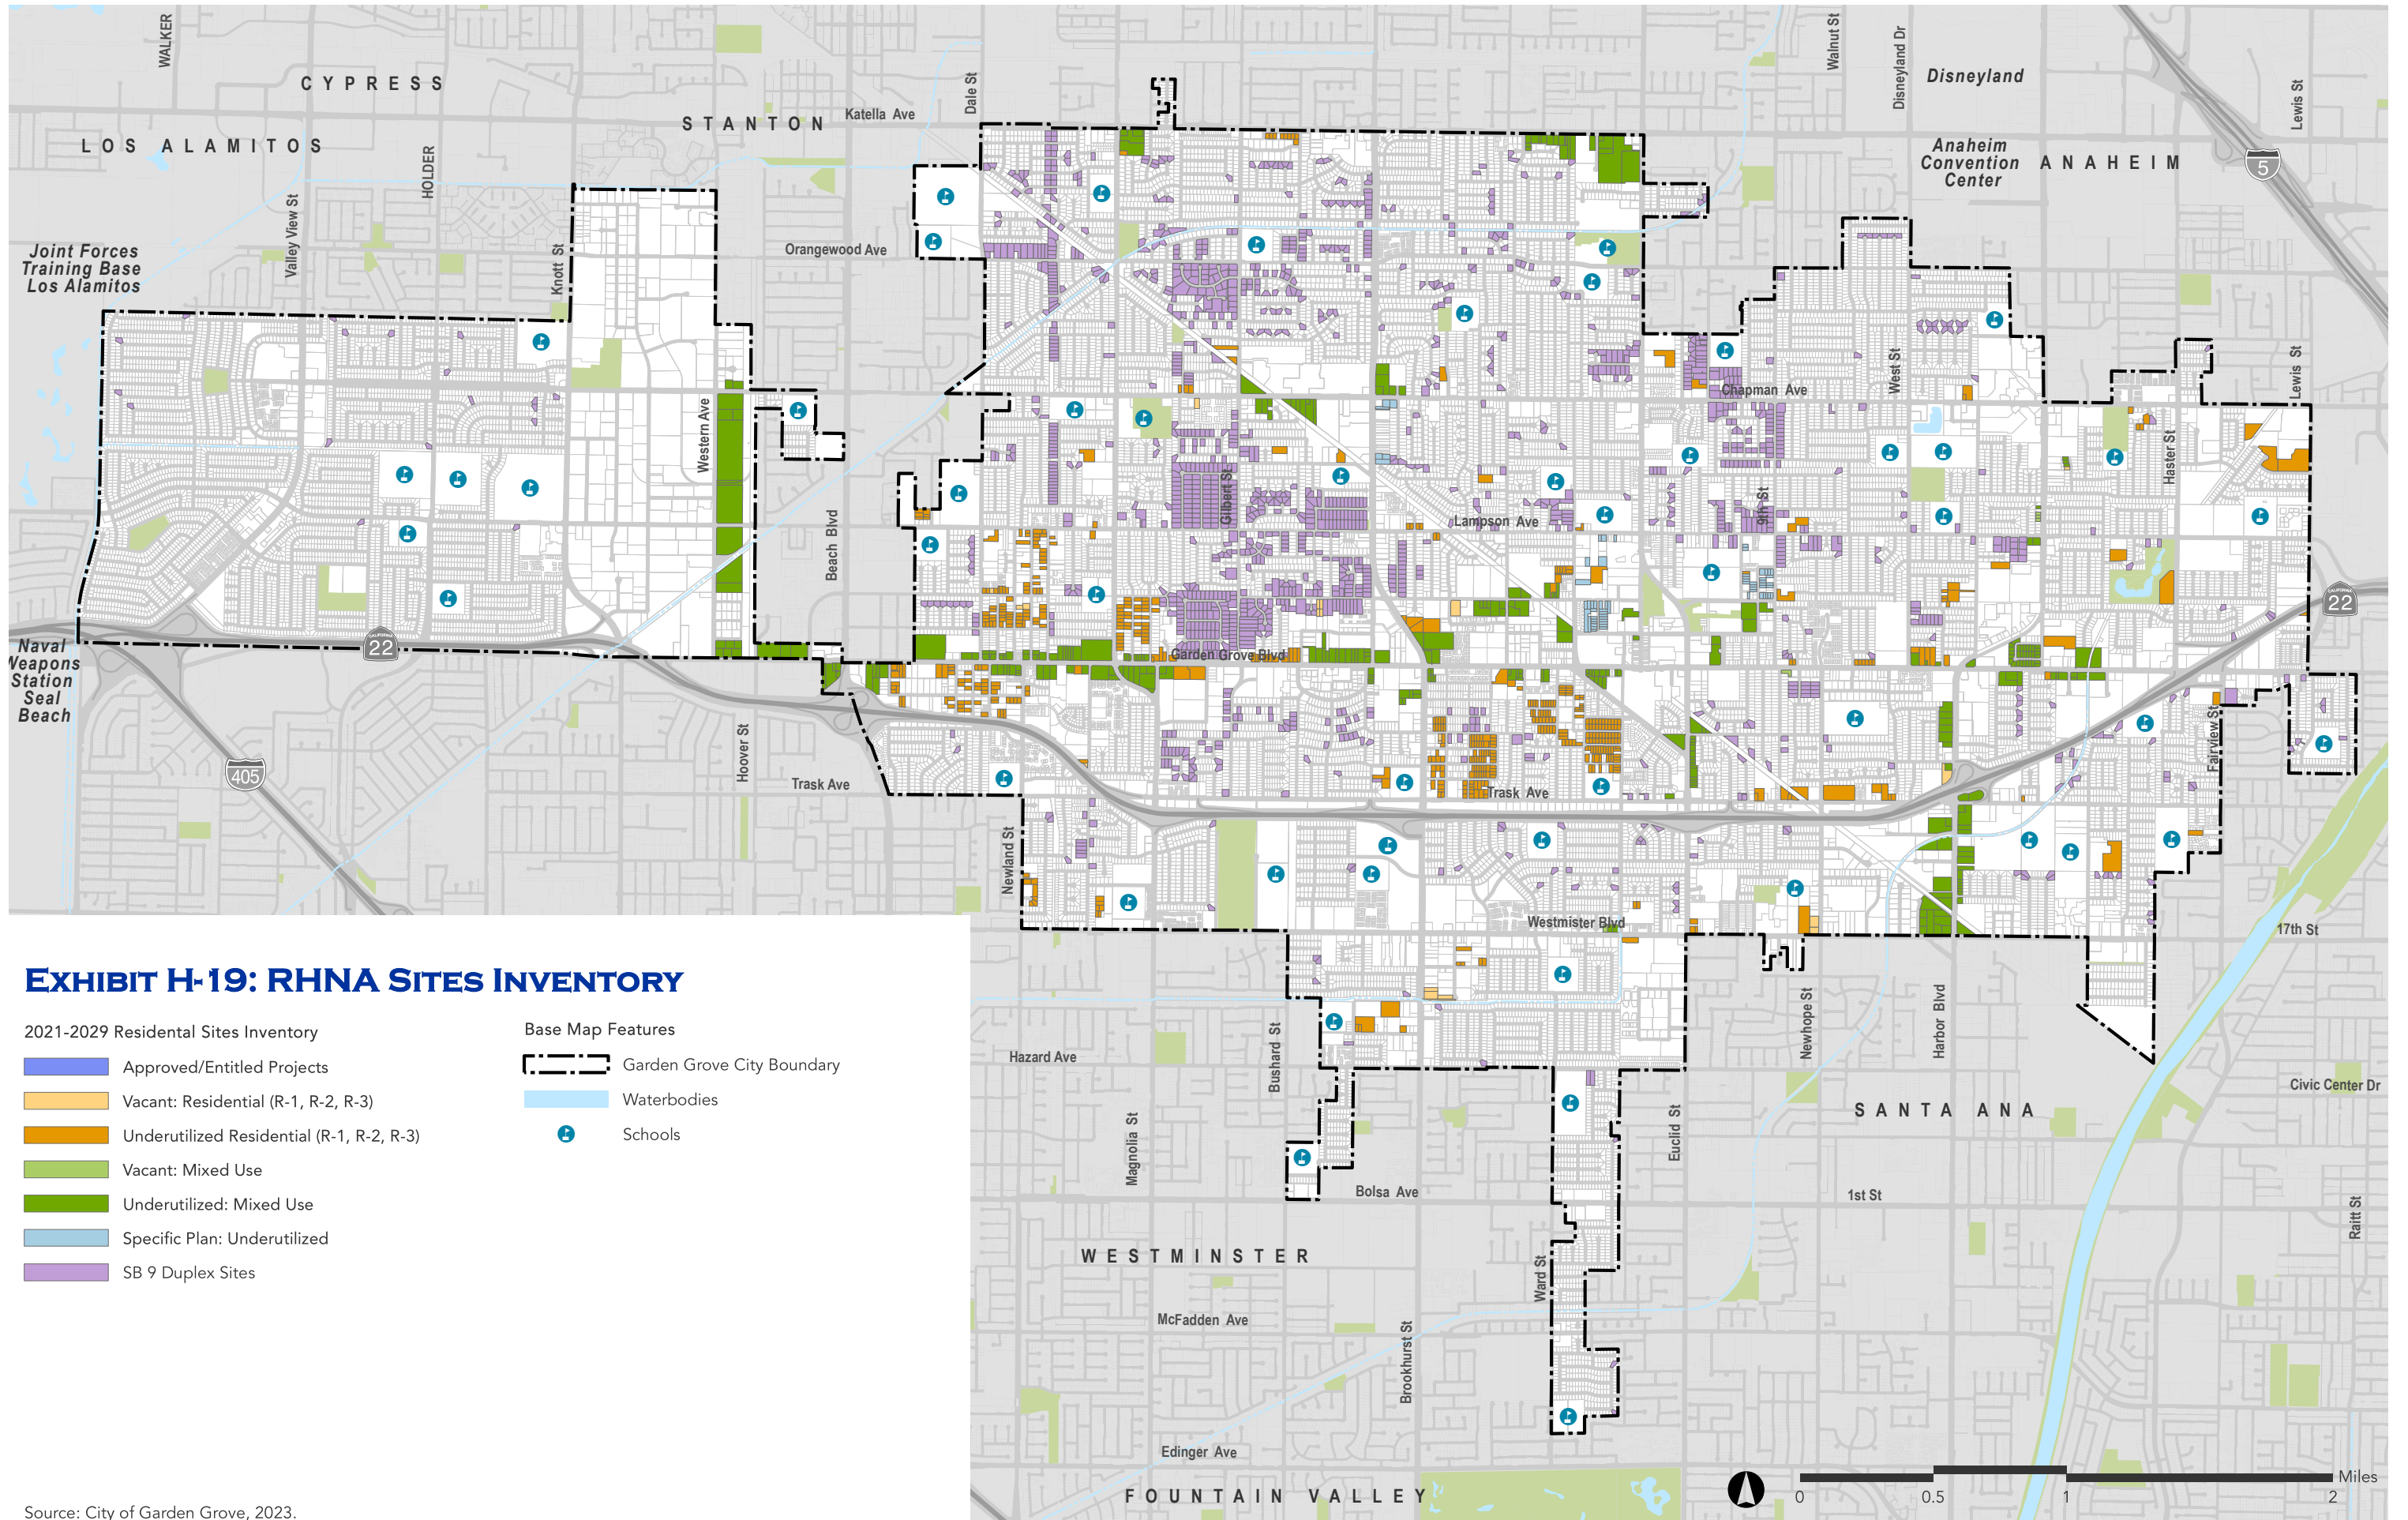 WALKER
CYPRESS
LOS ALAMITOS
HOLDER
Valley View St
Knott St
STANTON
Katella Ave
Dale St
Orangewood Ave
Walnut St
Disneyland Dr
Disneyland
Anaheim
Convention
Center
ANAHEIM
Lewis St
5
Joint Forces
Training Base
Los Alamitos
Western Ave
Beach Blvd
Gilbert St
Lampson Ave
Chapman Ave
9th St
West St
Haster St
Lewis St
22
22
Naval
Weapons
Station
Seal
Beach
405
Garden Grove Blvd
Hoover St
Trask Ave
Trask Ave
Fairview St
Newland St
Westmister Blvd
17th St
Hazard Ave
Bushard St
Magnolia St
Newhope St
Harbor Blvd
Euclid St
Civic Center Dr
SANTA ANA
Bolsa Ave
1st St
Raitt St
WESTMINSTER
Ward St
McFadden Ave
Brookhurst St
Edinger Ave
FOUNTAIN VALLEY
0
0.5
1
2
Miles
EXHIBIT H-19: RHNA SITES INVENTORY
2021-2029 Residental Sites Inventory
Approved/Entitled Projects
Vacant: Residential (R-1, R-2, R-3)
Underutilized Residential (R-1, R-2, R-3)
Vacant: Mixed Use
Underutilized: Mixed Use
Specific Plan: Underutilized
SB 9 Duplex Sites
Base Map Features
Garden Grove City Boundary
Waterbodies
Schools
Source: City of Garden Grove, 2023.